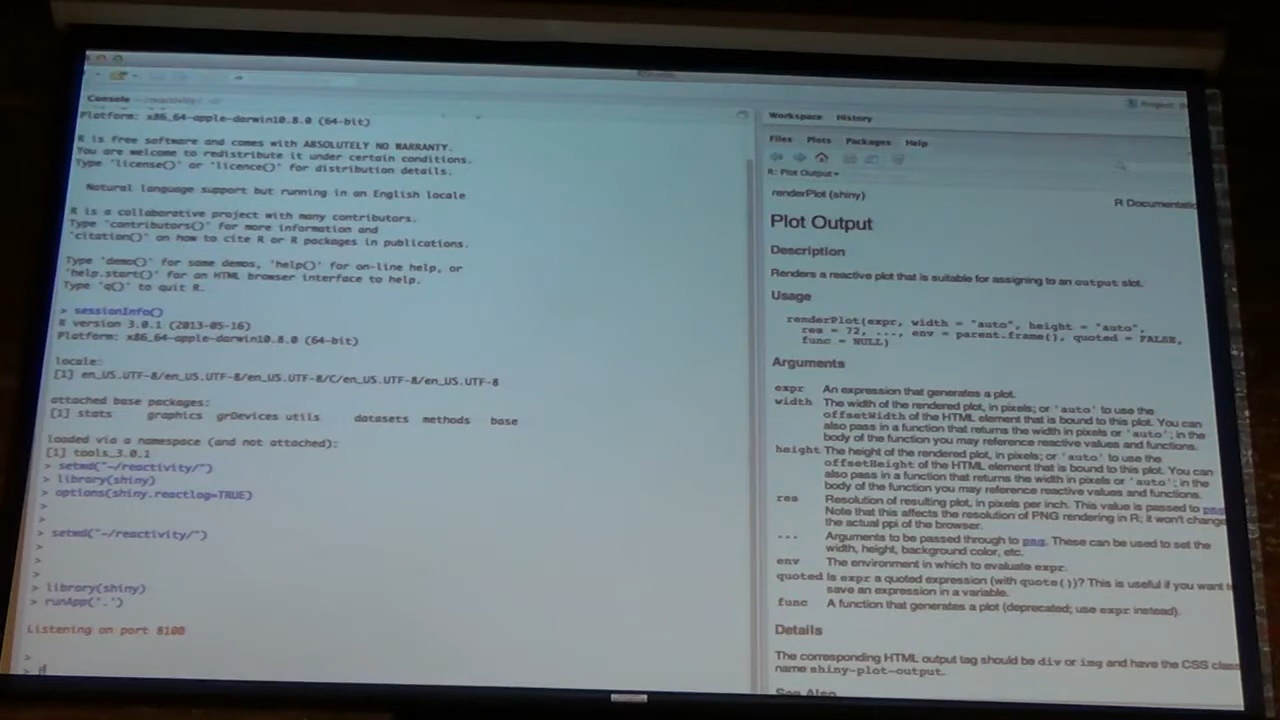 Console ~/reactivity/
Platform: x86_64-apple-darwin10.8.0 (64-bit)
R is free software and comes with ABSOLUTELY NO WARRANTY.
You are welcome to redistribute it under certain conditions.
Type 'license()' or 'licence()' for distribution details.
Natural language support but running in an English locale
R is a collaborative project with many contributors.
Type 'contributors()' for more information and
'citation()' on how to cite R or R packages in publications.
Type 'demo()' for some demos, 'help()' for on-line help, or
'help.start()' for an HTML browser interface to help.
Type 'q()' to quit R.
> sessionInfo()
R version 3.0.1 (2013-05-16)
Platform: x86_64-apple-darwin10.8.0 (64-bit)
locale:
[1] en_US.UTF-8/en_US.UTF-8/en_US.UTF-8/C/en_US.UTF-8/en_US.UTF-8
attached base packages:
[1] stats graphics grDevices utils datasets methods base
loaded via a namespace (and not attached):
[1] tools_3.0.1
> setwd("~/reactivity/")
> library(shiny)
> options(shiny.reactlog=TRUE)
>
>
> setwd("~/reactivity/")
>
>
>
> library(shiny)
> runApp('.')
Listening on port 8100
>
>
Project:
Workspace History
Files Plots Packages Help
R: Plot Output
renderPlot {shiny}
R Documentatio
Plot Output
Description
Renders a reactive plot that is suitable for assigning to an output slot.
Usage
renderPlot(expr, width = "auto", height = "auto",
res = 72, ..., env = parent.frame(), quoted = FALSE,
func = NULL)
Arguments
expr An expression that generates a plot.
width The width of the rendered plot, in pixels; or 'auto' to use the
offsetWidth of the HTML element that is bound to this plot. You can
also pass in a function that returns the width in pixels or 'auto'; in the
body of the function you may reference reactive values and functions.
height The height of the rendered plot, in pixels; or 'auto' to use the
offsetHeight of the HTML element that is bound to this plot. You can
also pass in a function that returns the width in pixels or 'auto'; in the
body of the function you may reference reactive values and functions.
res Resolution of resulting plot, in pixels per inch. This value is passed to png
Note that this affects the resolution of PNG rendering in R; it won't change
the actual ppi of the browser.
... Arguments to be passed through to png. These can be used to set the
width, height, background color, etc.
env The environment in which to evaluate expr.
quoted Is expr a quoted expression (with quote())? This is useful if you want t
save an expression in a variable.
func A function that generates a plot (deprecated; use expr instead).
Details
The corresponding HTML output tag should be div or img and have the CSS class
name shiny-plot-output.
See Also